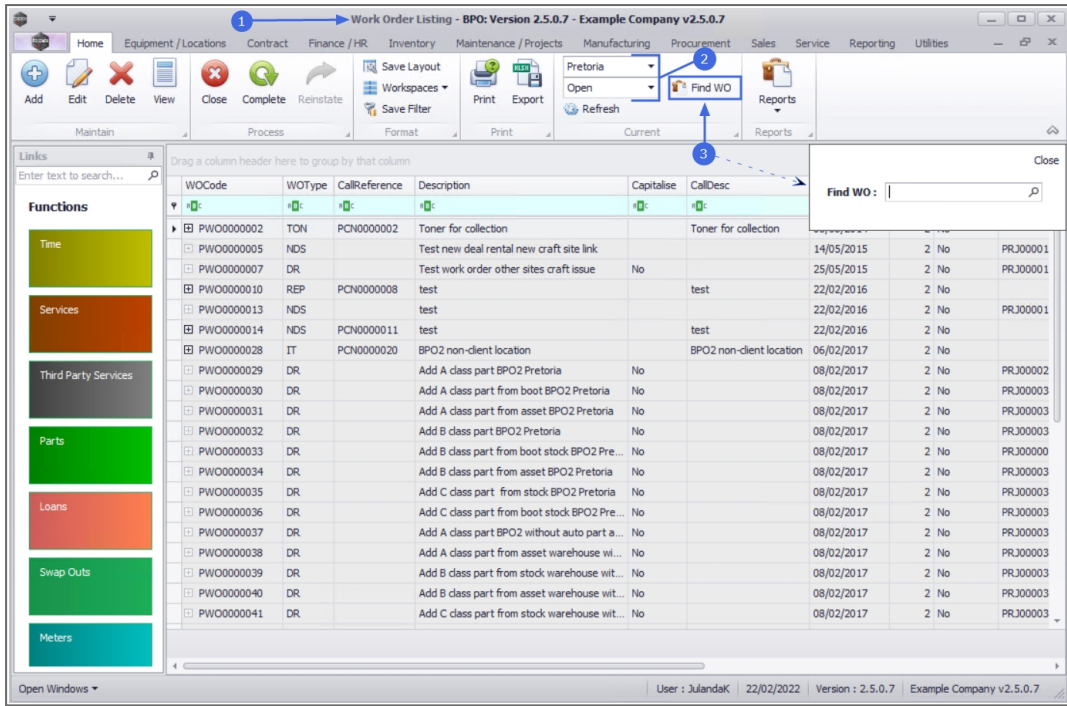 1
Work Order Listing - BPO: Version 2.5.0.7 - Example Company v2.5.0.7
Home Equipment / Locations Contract Finance / HR Inventory Maintenance / Projects Manufacturing Procurement Sales Service Reporting Utilities
Add Edit Delete View Close Complete Reinstate
Save Layout
Workspaces
Save Filter
Print Export
Pretoria
Open
Refresh
2
Find WO
Reports
Maintain Process Format Print Current Reports
3
Links
Enter text to search...
Functions
Time
Services
Third Party Services
Parts
Loans
Swap Outs
Meters
Drag a column header here to group by that column
Close
Find WO :
WOCode WOType CallReference Description Capitalise CallDesc
PWO0000002 TON PCN0000002 Toner for collection Toner for collection
PWO0000005 NDS Test new deal rental new craft site link 14/05/2015 2 No PRJ00001
PWO0000007 DR Test work order other sites craft issue No 25/05/2015 2 No PRJ00001
PWO0000010 REP PCN0000008 test test 22/02/2016 2 No
PWO0000013 NDS test 22/02/2016 2 No PRJ00001
PWO0000014 NDS PCN0000011 test test 22/02/2016 2 No
PWO0000028 IT PCN0000020 BPO2 non-client location BPO2 non-client location 06/02/2017 2 No
PWO0000029 DR Add A class part BPO2 Pretoria No 08/02/2017 2 No PRJ00002
PWO0000030 DR Add A class part from boot BPO2 Pretoria No 08/02/2017 2 No PRJ00003
PWO0000031 DR Add A class part from asset BPO2 Pretoria No 08/02/2017 2 No PRJ00003
PWO0000032 DR Add B class part BPO2 Pretoria No 08/02/2017 2 No PRJ00003
PWO0000033 DR Add B class part from boot stock BPO2 Pre... No 08/02/2017 2 No PRJ00000
PWO0000034 DR Add B class part from asset BPO2 Pretoria No 08/02/2017 2 No PRJ00003
PWO0000035 DR Add C class part from stock BPO2 Pretoria No 08/02/2017 2 No PRJ00003
PWO0000036 DR Add C class part from boot stock BPO2 Pre... No 08/02/2017 2 No PRJ00003
PWO0000037 DR Add A class part BPO2 without auto part a... No 08/02/2017 2 No PRJ00003
PWO0000038 DR Add A class part from asset warehouse wi... No 08/02/2017 2 No PRJ00003
PWO0000039 DR Add B class part from stock warehouse wit... No 08/02/2017 2 No PRJ00003
PWO0000040 DR Add B class part from asset warehouse wit... No 08/02/2017 2 No PRJ00003
PWO0000041 DR Add C class part from stock warehouse wit... No 08/02/2017 2 No PRJ00003
Open Windows
User : JulandaK 22/02/2022 Version : 2.5.0.7 Example Company v2.5.0.7